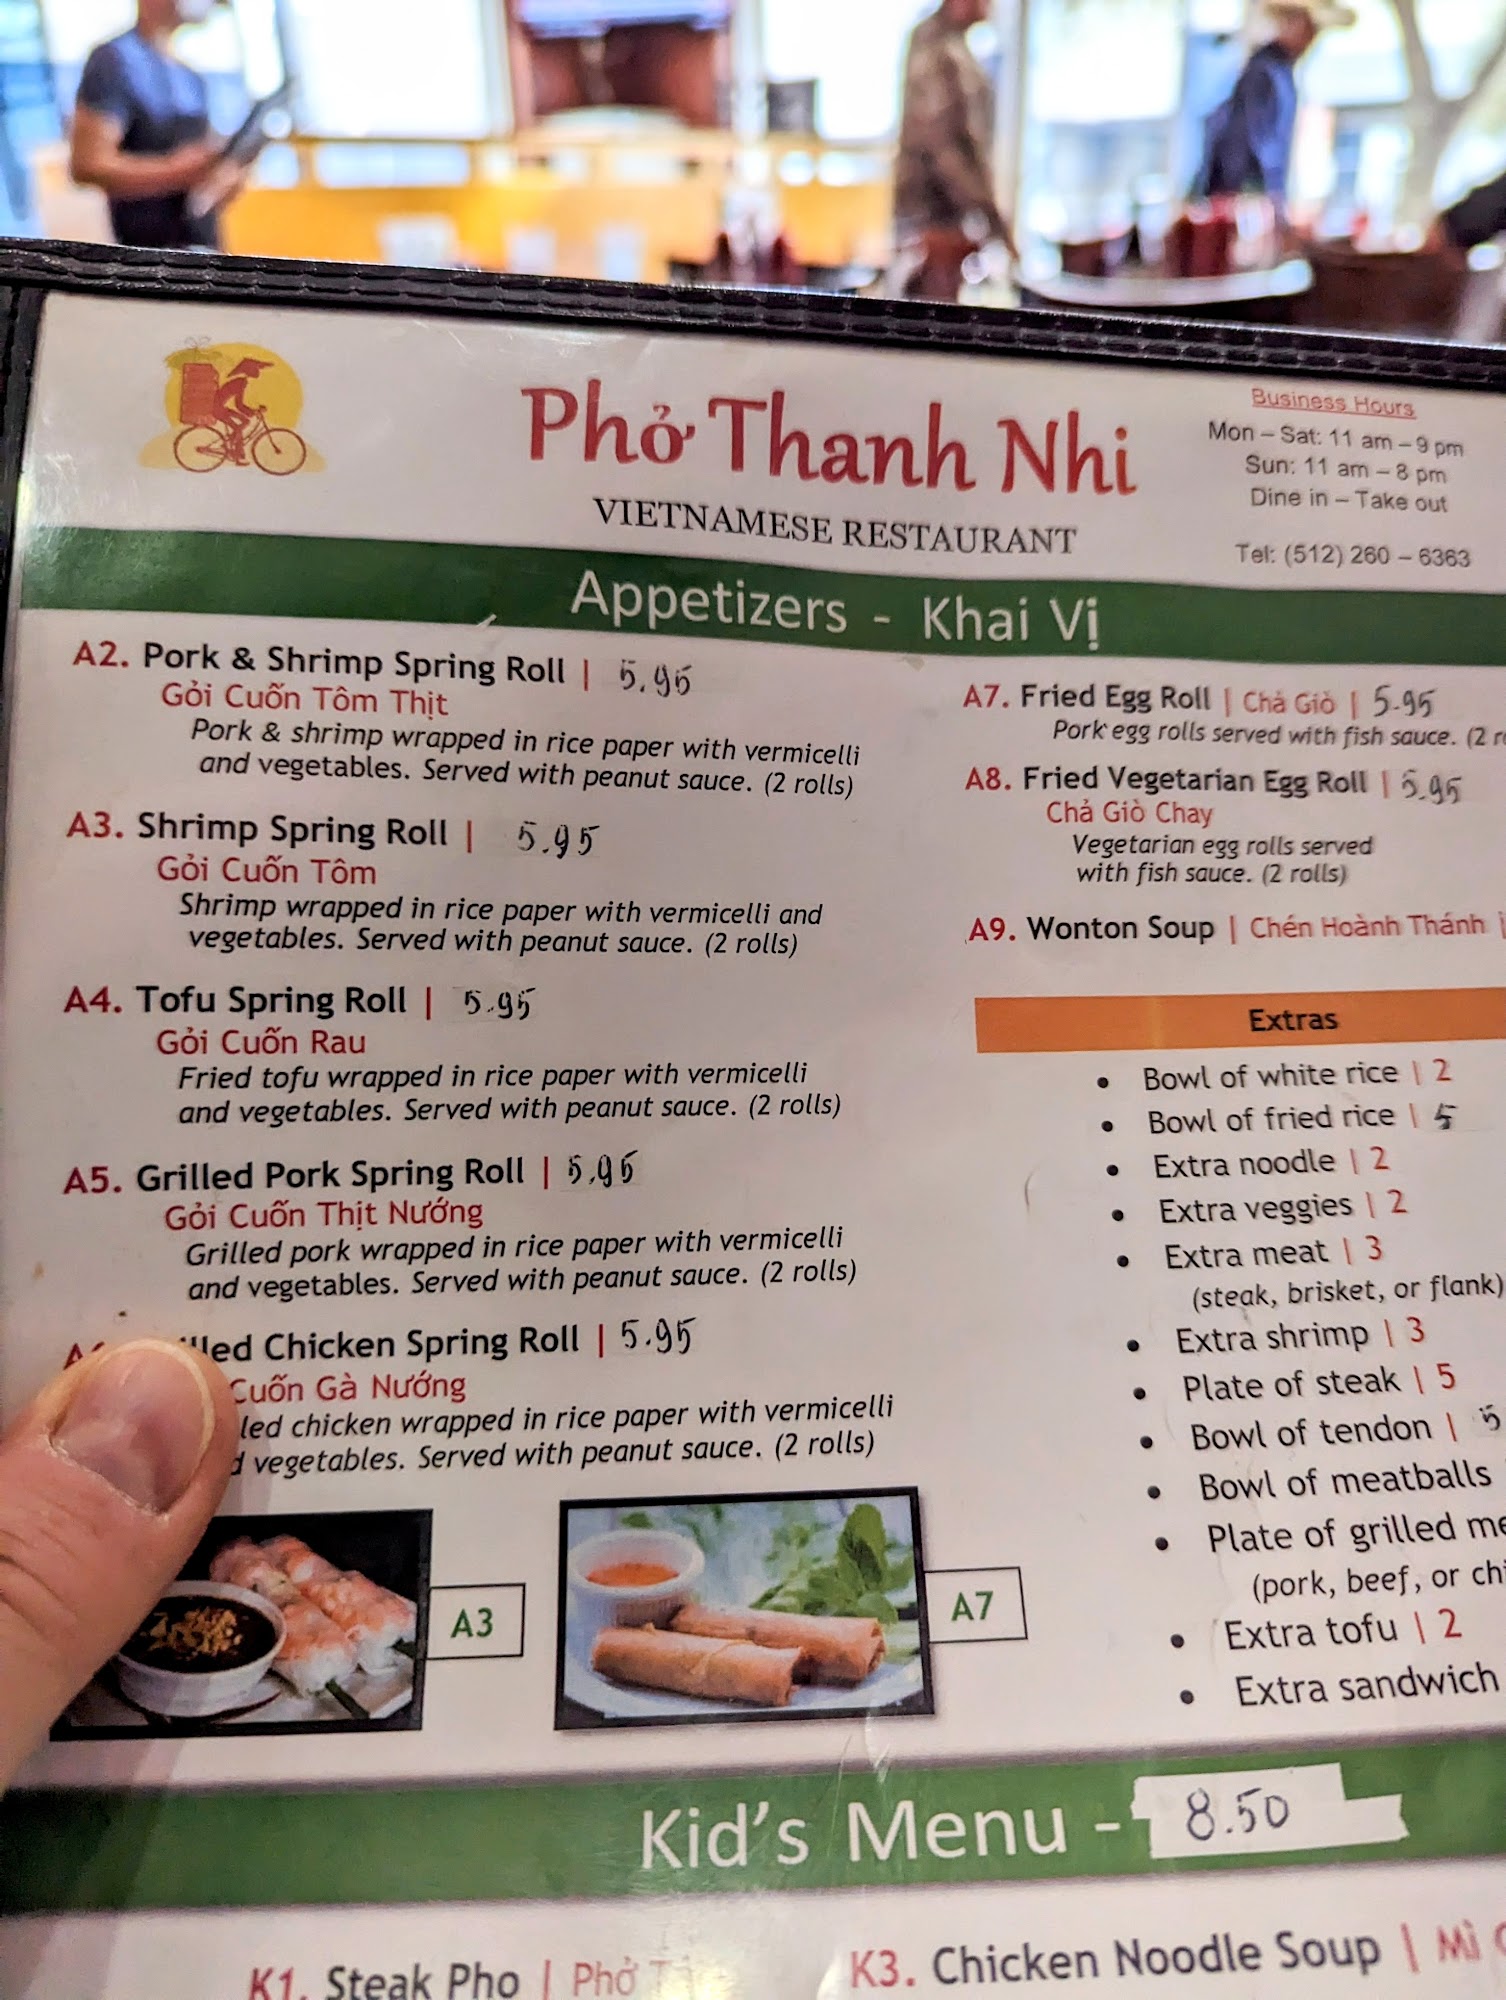 Phở Thanh Nhi
VIETNAMESE RESTAURANT
Business Hours
Mon – Sat: 11 am – 9 pm
Sun: 11 am – 8 pm
Dine in – Take out
Tel: (512) 260 – 6363
Appetizers - Khai Vị
A2. Pork & Shrimp Spring Roll | 5.95
Gỏi Cuốn Tôm Thịt
Pork & shrimp wrapped in rice paper with vermicelli
and vegetables. Served with peanut sauce. (2 rolls)
A3. Shrimp Spring Roll | 5.95
Gỏi Cuốn Tôm
Shrimp wrapped in rice paper with vermicelli and
vegetables. Served with peanut sauce. (2 rolls)
A4. Tofu Spring Roll | 5.95
Gỏi Cuốn Rau
Fried tofu wrapped in rice paper with vermicelli
and vegetables. Served with peanut sauce. (2 rolls)
A5. Grilled Pork Spring Roll | 5.95
Gỏi Cuốn Thịt Nướng
Grilled pork wrapped in rice paper with vermicelli
and vegetables. Served with peanut sauce. (2 rolls)
Chicken Spring Roll | 5.95
Cuốn Gà Nướng
chicken wrapped in rice paper with vermicelli
vegetables. Served with peanut sauce. (2 rolls)
A3
A7
A7. Fried Egg Roll | Chả Giò | 5.95
Pork egg rolls served with fish sauce. (2
A8. Fried Vegetarian Egg Roll | 5.95
Chả Giò Chay
Vegetarian egg rolls served
with fish sauce. (2 rolls)
A9. Wonton Soup | Chén Hoành Thánh |
Extras
• Bowl of white rice | 2
• Bowl of fried rice | 5
• Extra noodle | 2
• Extra veggies | 2
• Extra meat | 3
(steak, brisket, or flank)
• Extra shrimp | 3
• Plate of steak | 5
• Bowl of tendon | 5
• Bowl of meatballs
• Plate of grilled
(pork, beef, or
• Extra tofu | 2
• Extra sandwich
Kid's Menu - 8.50
K1. Steak Pho | Phở
K3. Chicken Noodle Soup | Mì